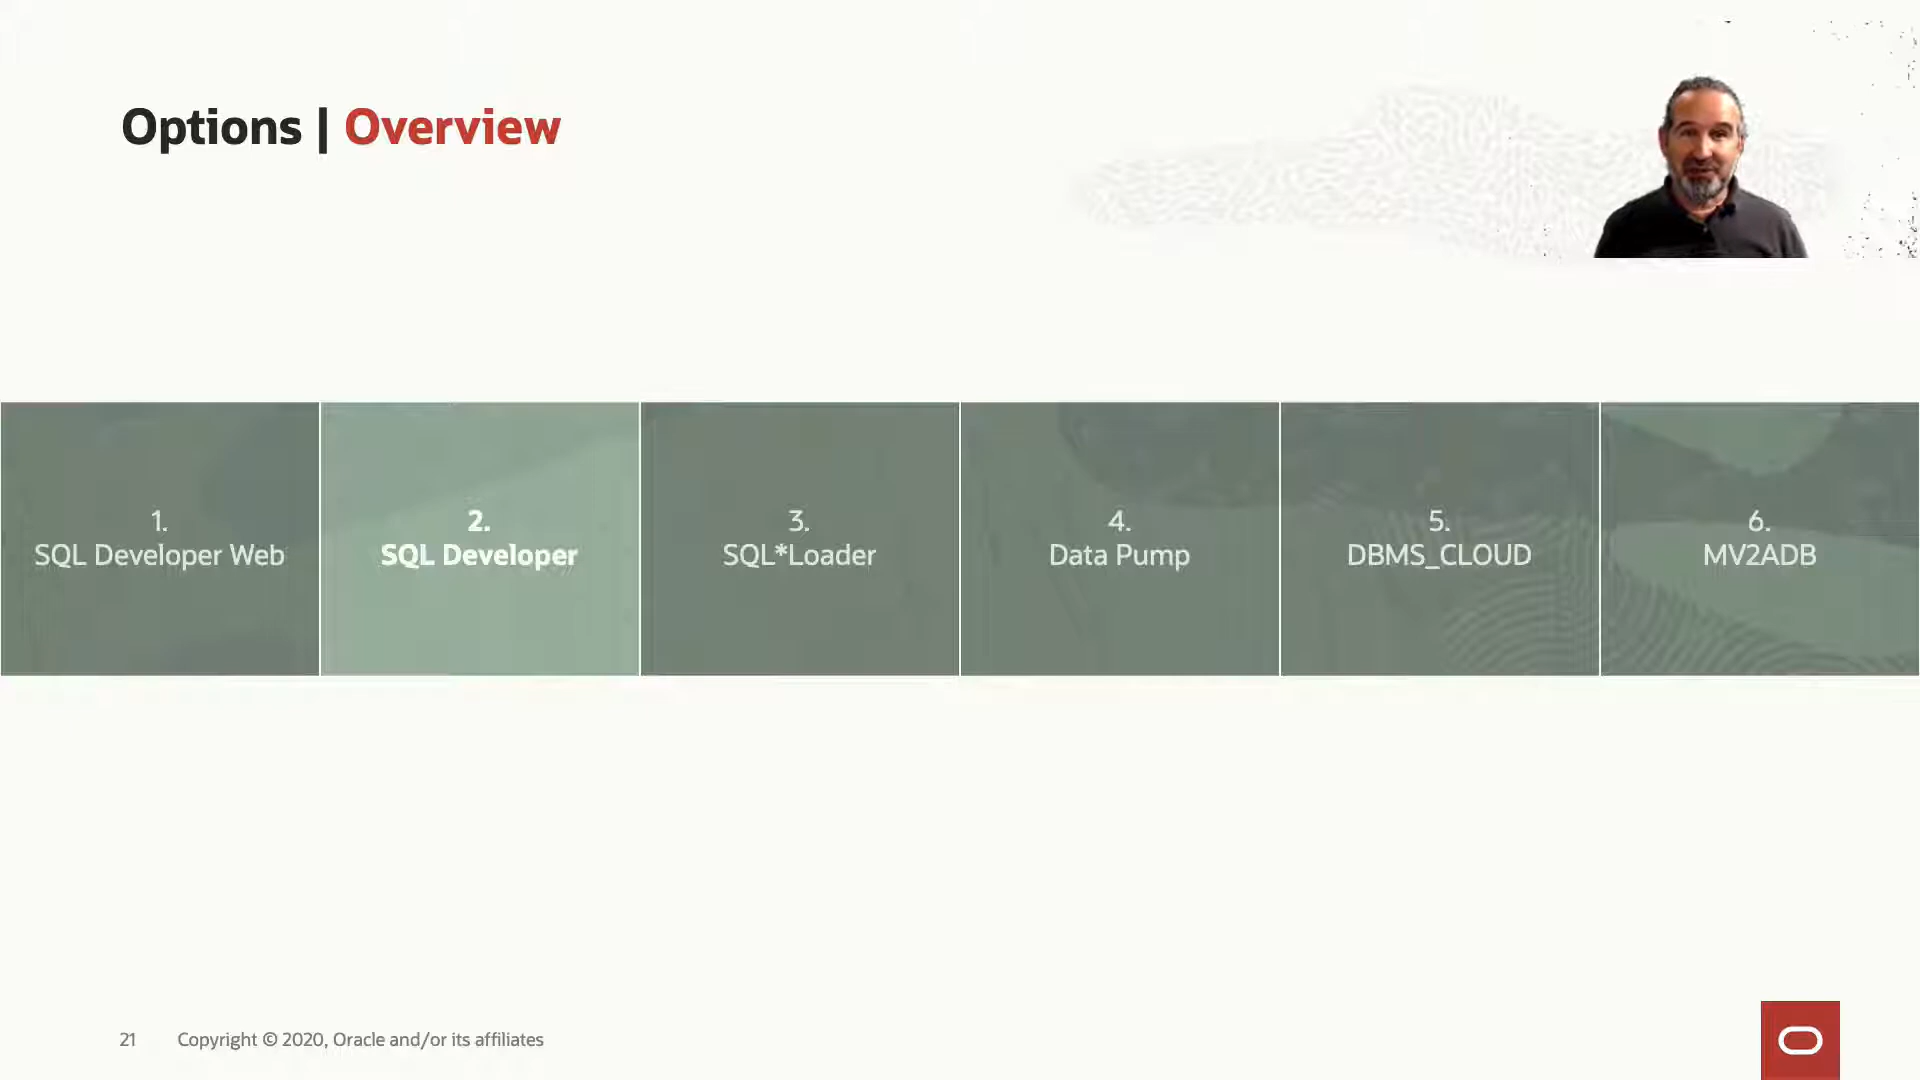 Options | Overview
1.
SQL Developer Web
2.
SQL Developer
3.
SQL*Loader
4.
Data Pump
5.
DBMS_CLOUD
6.
MV2ADB
21 Copyright © 2020, Oracle and/or its affiliates